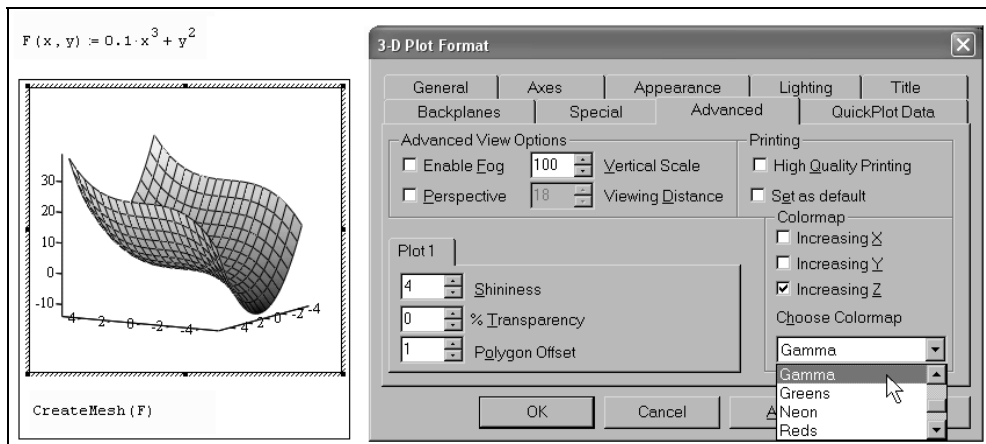 F(x, y) := 0.1·x³ + y²
30
20
10
0
-10
4 2 0 -2 -4
-4 2 0 -2 -4
CreateMesh(F)
3-D Plot Format
General Axes Appearance Lighting Title
Backplanes Special Advanced QuickPlot Data
Advanced View Options
Enable Fog 100 Vertical Scale
Perspective 18 Viewing Distance
Printing
High Quality Printing
Set as default
Plot 1
4 Shininess
0 % Transparency
1 Polygon Offset
Colormap
Increasing X
Increasing Y
Increasing Z
Choose Colormap
Gamma
Gamma
Greens
Neon
Reds
OK Cancel